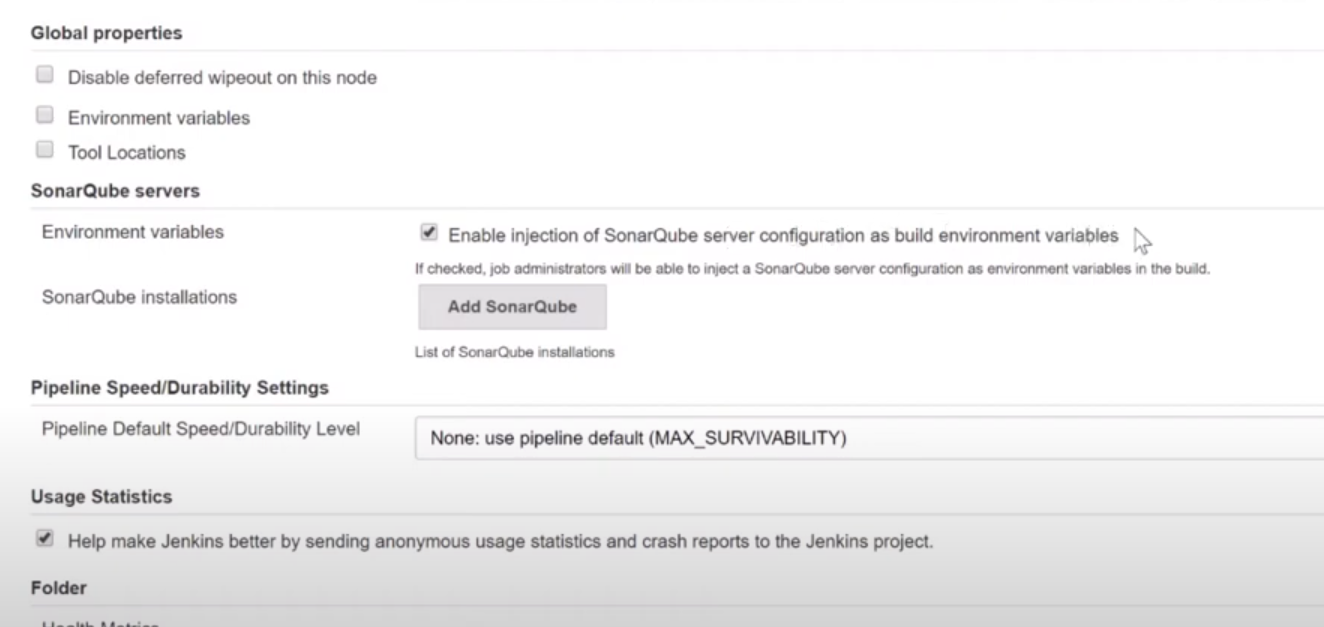 Global properties
Disable deferred wipeout on this node
Environment variables
Tool Locations
SonarQube servers
Environment variables
Enable injection of SonarQube server configuration as build environment variables
If checked, job administrators will be able to inject a SonarQube server configuration as environment variables in the build.
SonarQube installations
Add SonarQube
List of SonarQube installations
Pipeline Speed/Durability Settings
Pipeline Default Speed/Durability Level
None: use pipeline default (MAX_SURVIVABILITY)
Usage Statistics
Help make Jenkins better by sending anonymous usage statistics and crash reports to the Jenkins project.
Folder
Health Metrics